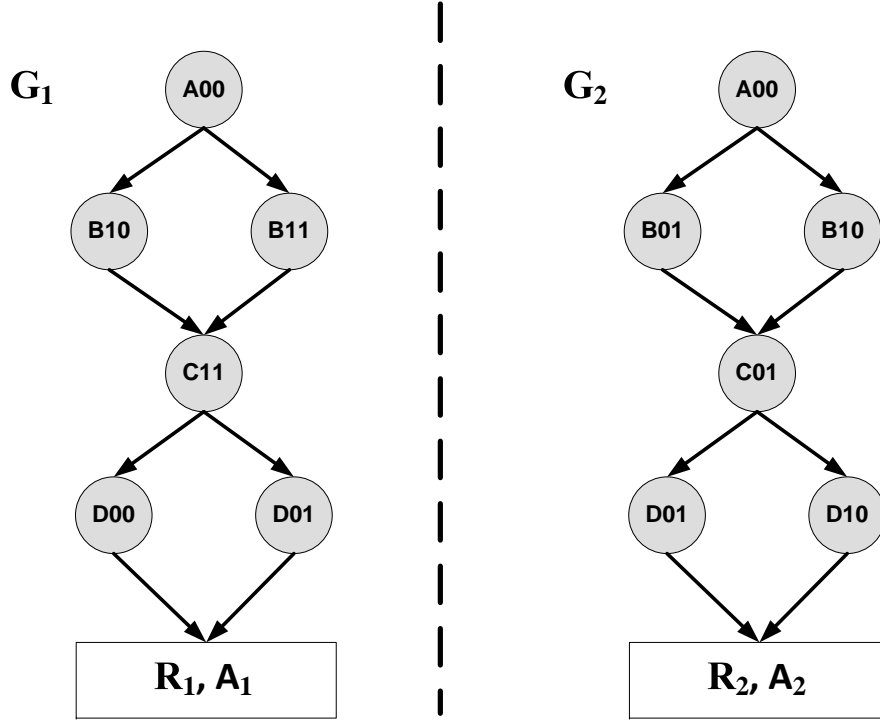 G1
A00
B10
B11
C11
D00
D01
R1, A1
G2
A00
B01
B10
C01
D01
D10
R2, A2